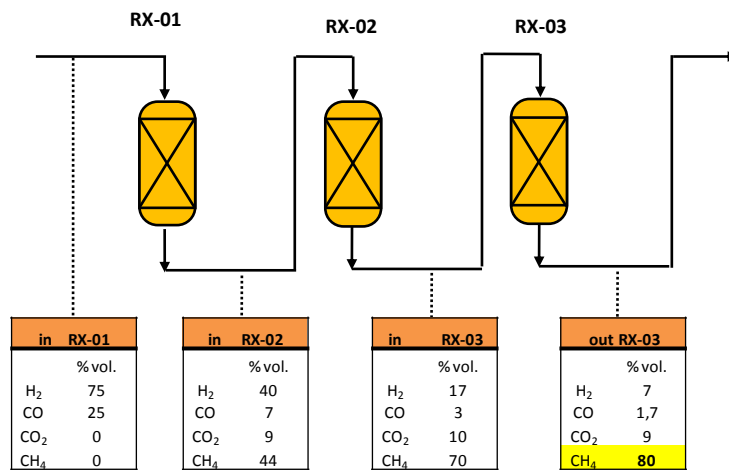 RX-01
RX-02
RX-03
in RX-01
% vol.
H₂ 75
CO 25
CO₂ 0
CH₄ 0
in RX-02
% vol.
H₂ 40
CO 7
CO₂ 9
CH₄ 44
in RX-03
% vol.
H₂ 17
CO 3
CO₂ 10
CH₄ 70
out RX-03
% vol.
H₂ 7
CO 1,7
CO₂ 9
CH₄ 80